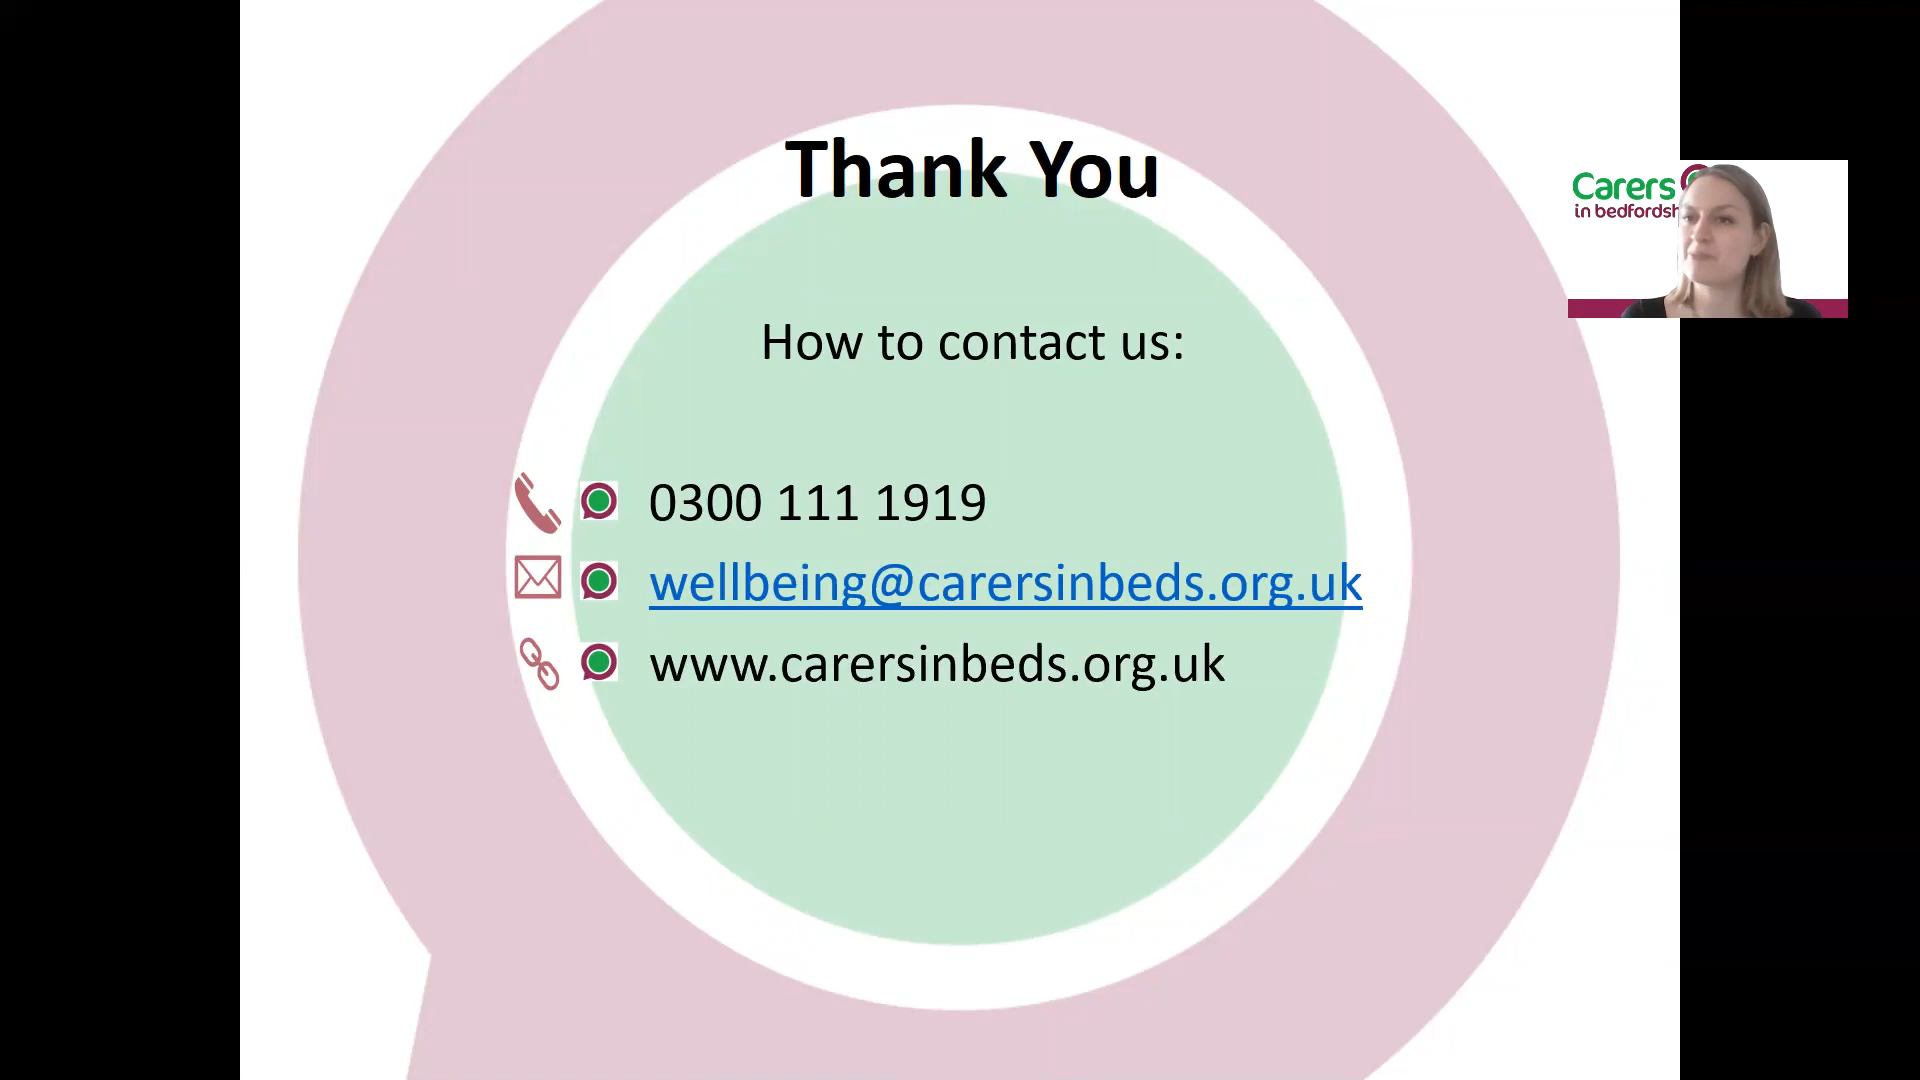 Thank You
Carers
in bedfordsh
How to contact us:
0300 111 1919
wellbeing@carersinbeds.org.uk
www.carersinbeds.org.uk